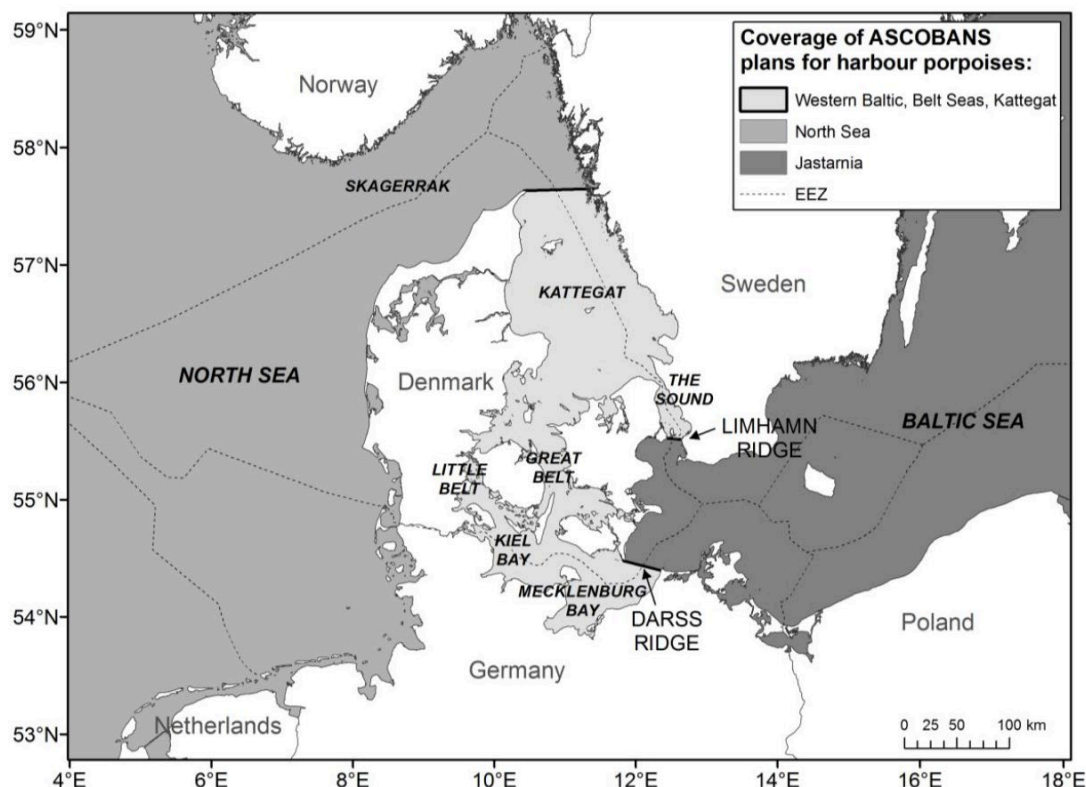 59°N
58°N
57°N
56°N
55°N
54°N
53°N
Coverage of ASCOBANS
plans for harbour porpoises:
Western Baltic, Belt Seas, Kattegat
North Sea
Jastarnia
EEZ
Norway
SKAGERRAK
KATTEGAT
Sweden
NORTH SEA
Denmark
THE
SOUND
LIMHAMN
RIDGE
BALTIC SEA
LITTLE
BELT
GREAT
BELT
KIEL
BAY
MECKLENBURG
BAY
DARSS
RIDGE
Poland
Germany
Netherlands
0 25 50 100 km
4°E 6°E 8°E 10°E 12°E 14°E 16°E 18°E